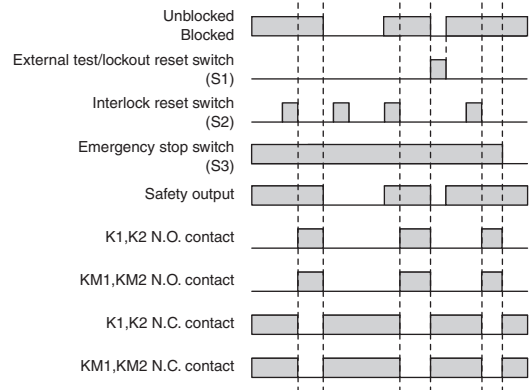 Unblocked
Blocked
External test/lockout reset switch
(S1)
Interlock reset switch
(S2)
Emergency stop switch
(S3)
Safety output
K1,K2 N.O. contact
KM1,KM2 N.O. contact
K1,K2 N.C. contact
KM1,KM2 N.C. contact